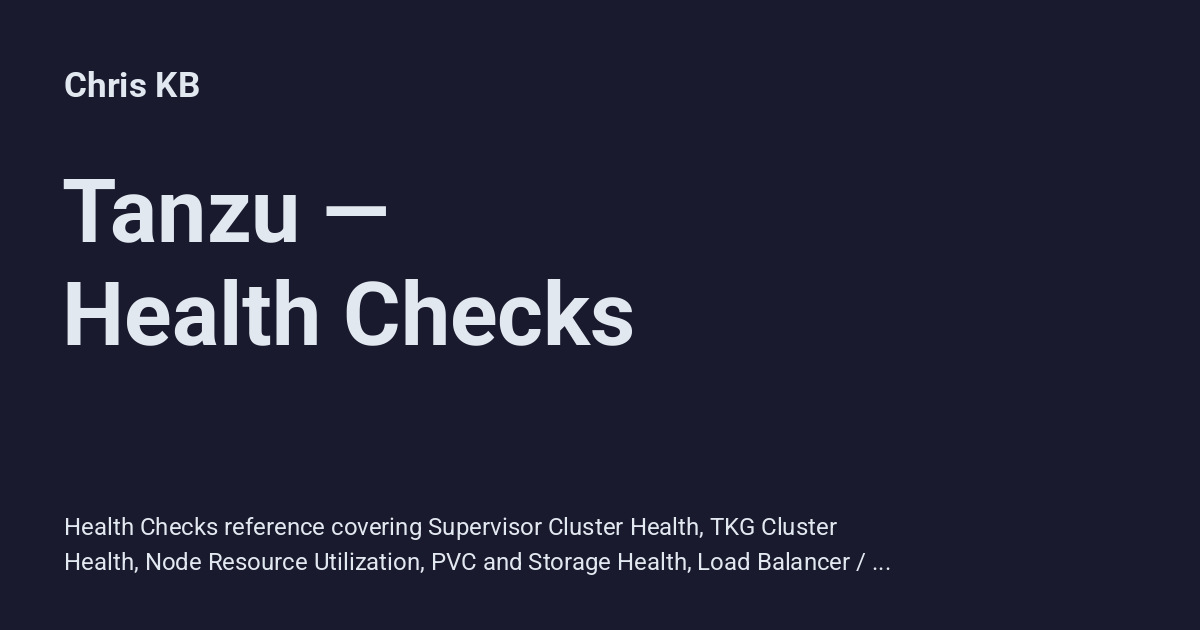 Chris KB
Tanzu —
Health Checks
Health Checks reference covering Supervisor Cluster Health, TKG Cluster
Health, Node Resource Utilization, PVC and Storage Health, Load Balancer / ...